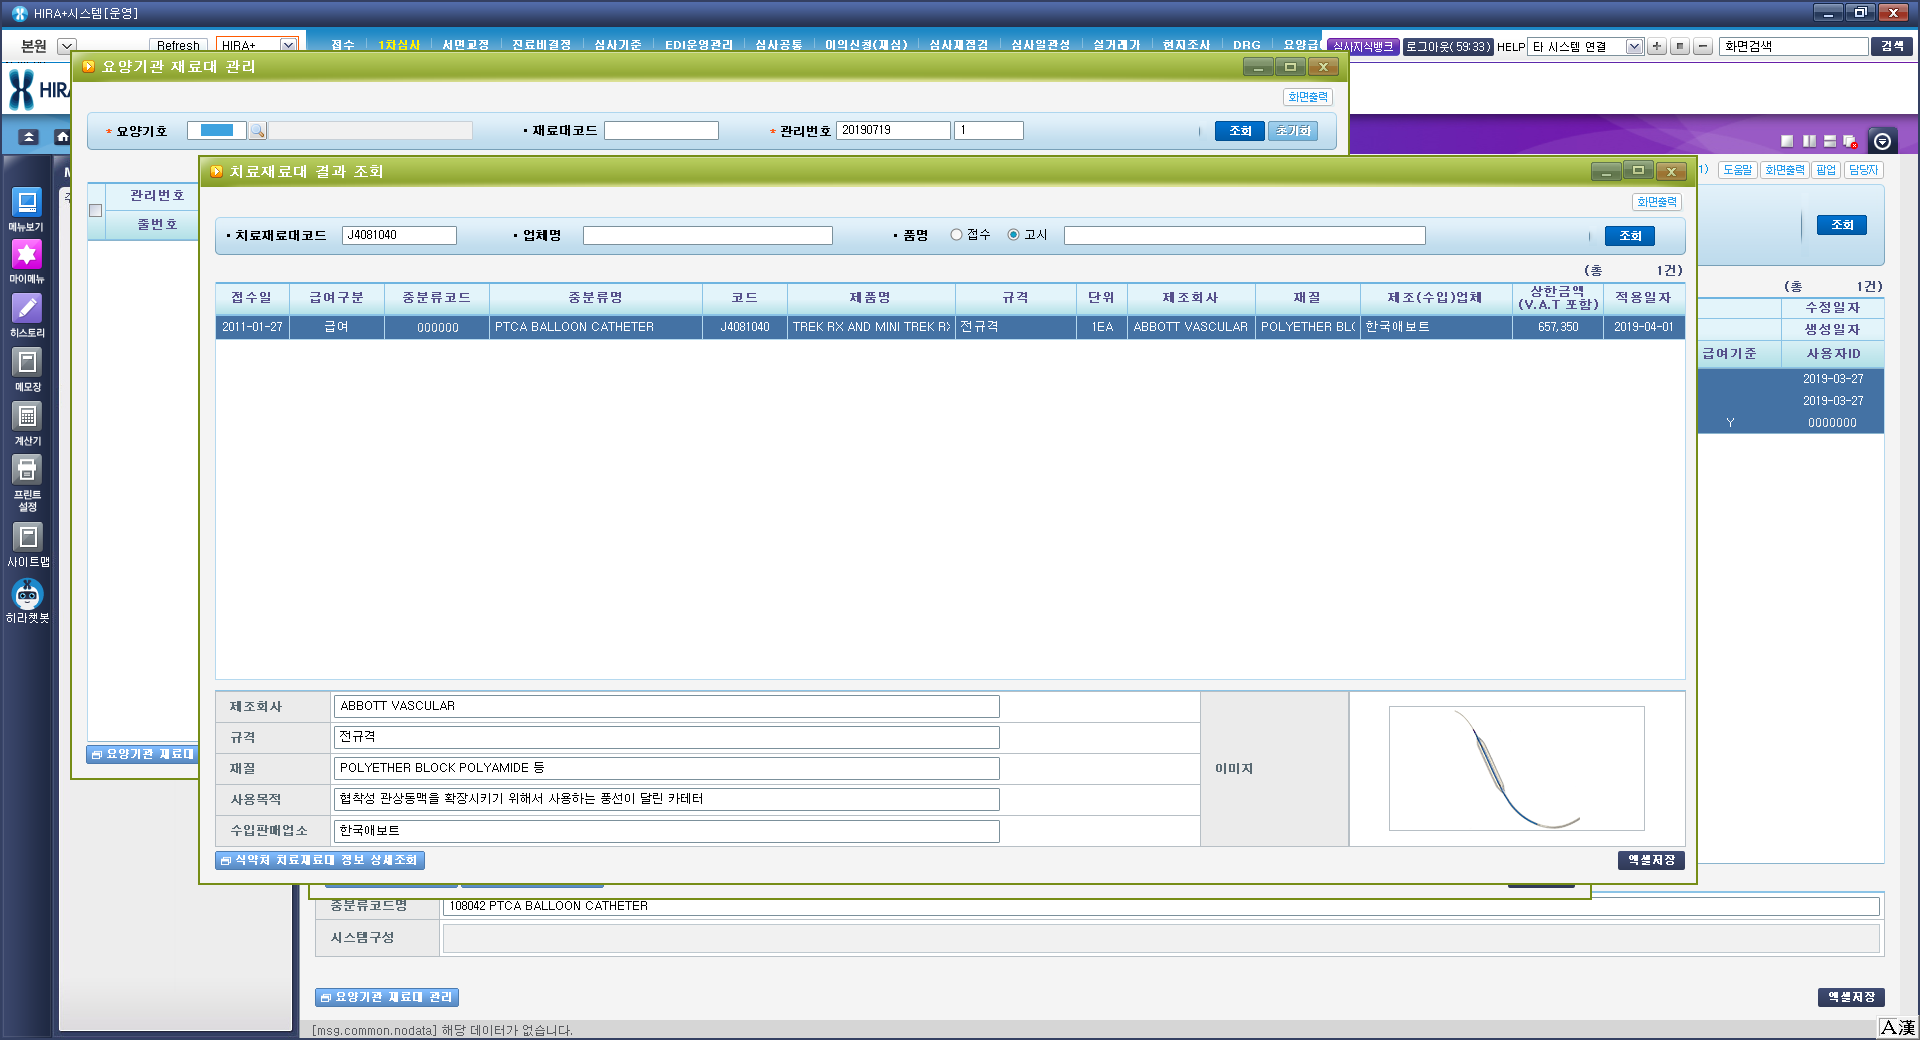 HIRA+시스템[운영]
본원 Refresh HIRA+ 접수 1차심사 서면교정 진료비결정 심사기준 EDI운영관리 심사공통 이의신청(재심) 심사재점검 심사일관성 실거래가 현지조사 DRG 요양급 심사지식뱅크 로그아웃( 59:33 ) HELP 타 시스템 연결 화면검색 검색
요양기관 재료대 관리
HIRA
화면출력
* 요양기호 · 재료대코드 * 관리번호 20190719 1 조회 초기화
치료재료대 결과 조회
1) 도움말 화면출력 팝업 담당자
관리번호
줄번호
화면출력
· 치료재료대코드 J4081040 · 업체명 · 품명 접수 고시 조회
조회
(총 1건)
(총 1건)
접수일 급여구분 중분류코드 중분류명 코드 제품명 규격 단위 제조회사 재질 제조(수입)업체 상한금액 (V.A.T 포함) 적용일자
2011-01-27 급여 000000 PTCA BALLOON CATHETER J4081040 TREK RX AND MINI TREK RX 전규격 1EA ABBOTT VASCULAR POLYETHER BLC 한국애보트 657,350 2019-04-01
수정일자
생성일자
급여기준 사용자ID
2019-03-27
2019-03-27
Y 0000000
메뉴보기
마이메뉴
히스토리
메모장
계산기
프린트
설정
사이트맵
히라챗봇
요양기관 재료대
제조회사 ABBOTT VASCULAR
규격 전규격
재질 POLYETHER BLOCK POLYAMIDE 등
사용목적 협착성 관상동맥을 확장시키기 위해서 사용하는 풍선이 달린 카테터
수입판매업소 한국애보트
이미지
식약처 치료재료대 정보 상세조회 엑셀저장
중분류코드명 108042 PTCA BALLOON CATHETER
시스템구성
요양기관 재료대 관리 엑셀저장
[msg.common.nodata] 해당 데이터가 없습니다.
A漢